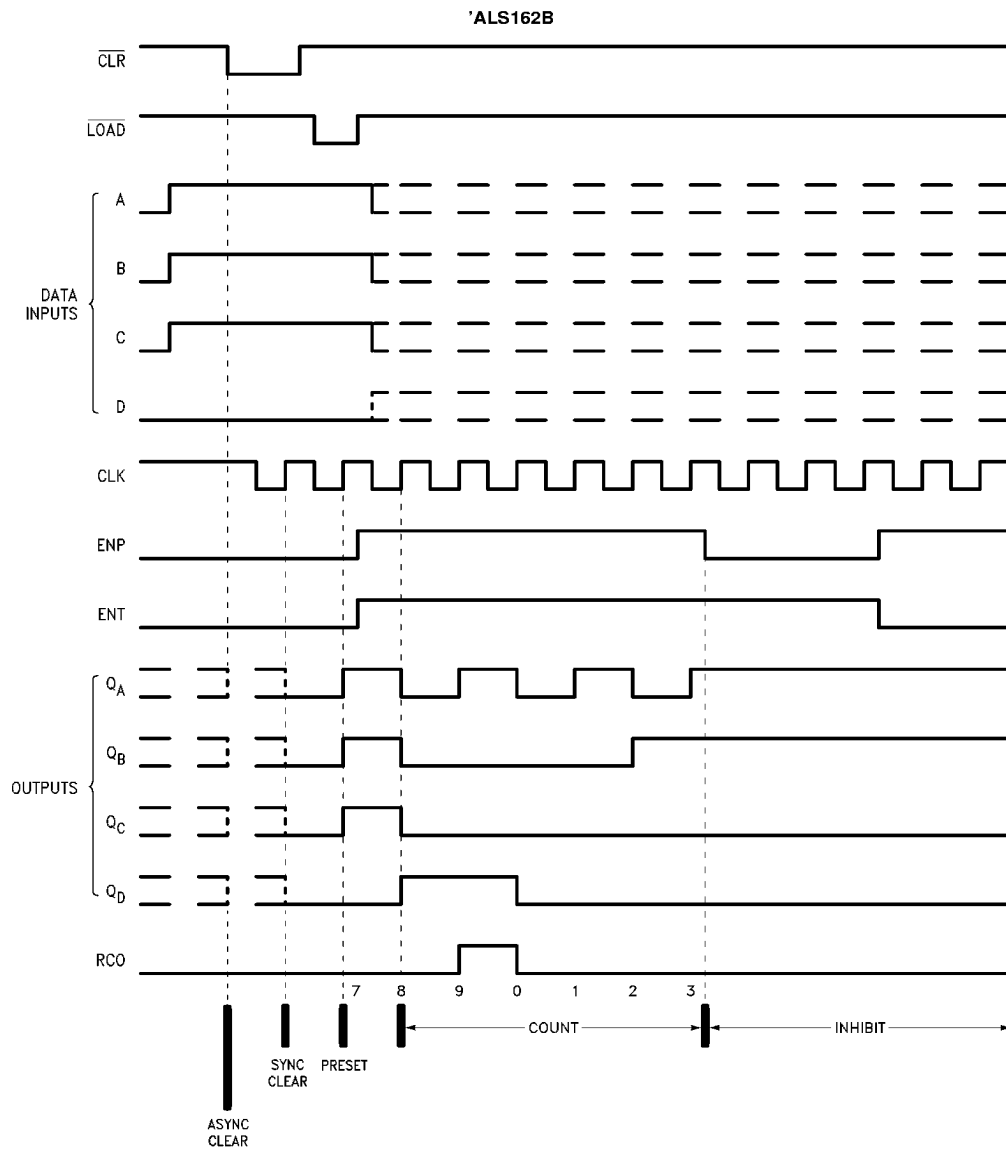 'ALS162B
CLR
LOAD
A
B
DATA
INPUTS
C
D
CLK
ENP
ENT
QA
QB
OUTPUTS
QC
QD
RCO
7 8 9 0 1 2 3
COUNT INHIBIT
SYNC
CLEAR
PRESET
ASYNC
CLEAR